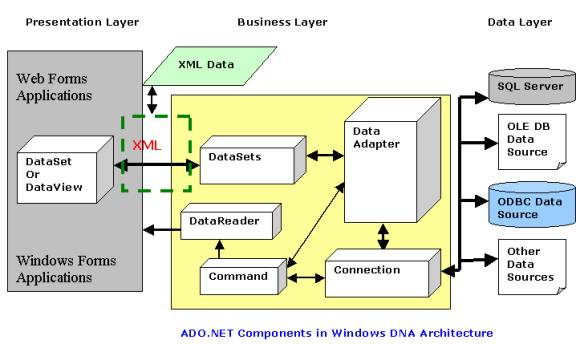 Presentation Layer
Business Layer
Data Layer
Web Forms
Applications
XML Data
XML
DataSet
Or
DataView
DataSets
Data
Adapter
DataReader
Command
Connection
Windows Forms
Applications
SQL Server
OLE DB
Data
Source
ODBC Data
Source
Other
Data
Sources
ADO.NET Components in Windows DNA Architecture